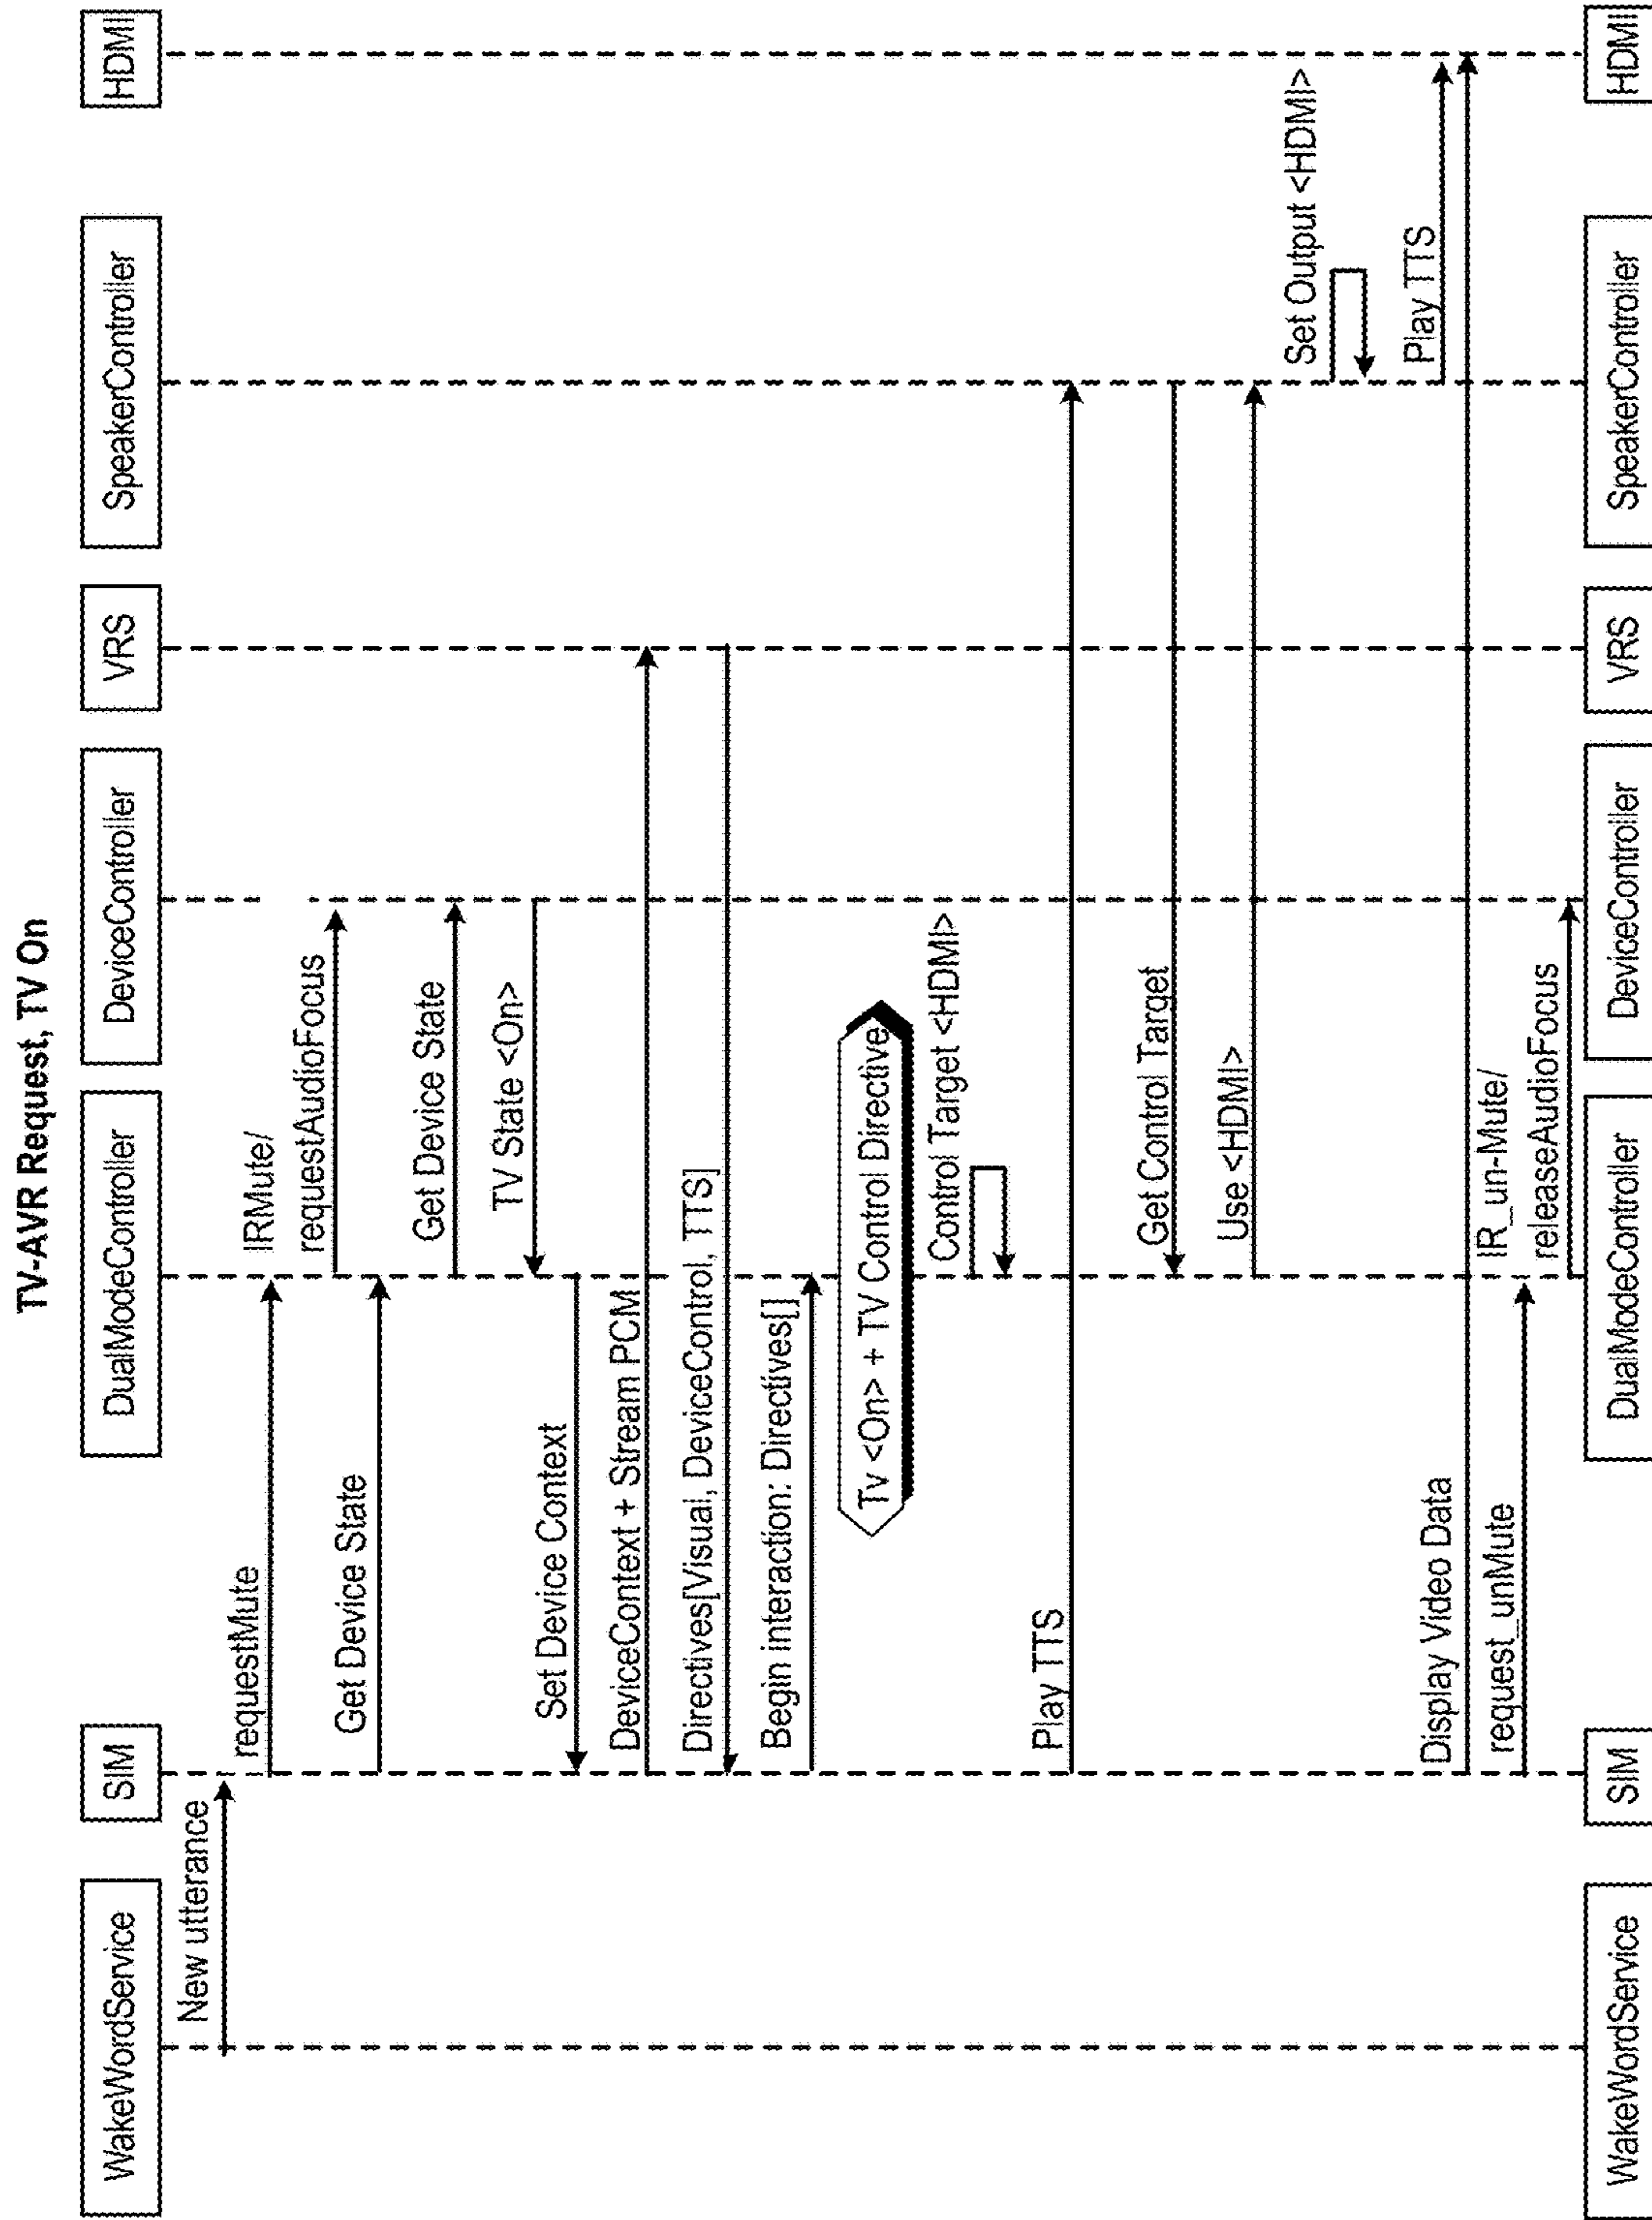 TV-AVR Request, TV On
WakeWordService
SIM
DualModeController
DeviceController
VRS
SpeakerController
HDMI
New utterance
requestMute
IRMute/
requestAudioFocus
Get Device State
Get Device State
TV State <On>
Set Device Context
DeviceContext + Stream PCM
Directives[Visual, DeviceControl, TTS]
Begin interaction: Directives[]
Tv <On> + TV Control Directive
Control Target <HDMI>
Play TTS
Get Control Target
Use <HDMI>
Set Output <HDMI>
Play TTS
Display Video Data
request_unMute
IR_un-Mute/
releaseAudioFocus
WakeWordService
SIM
DualModeController
DeviceController
VRS
SpeakerController
HDMI